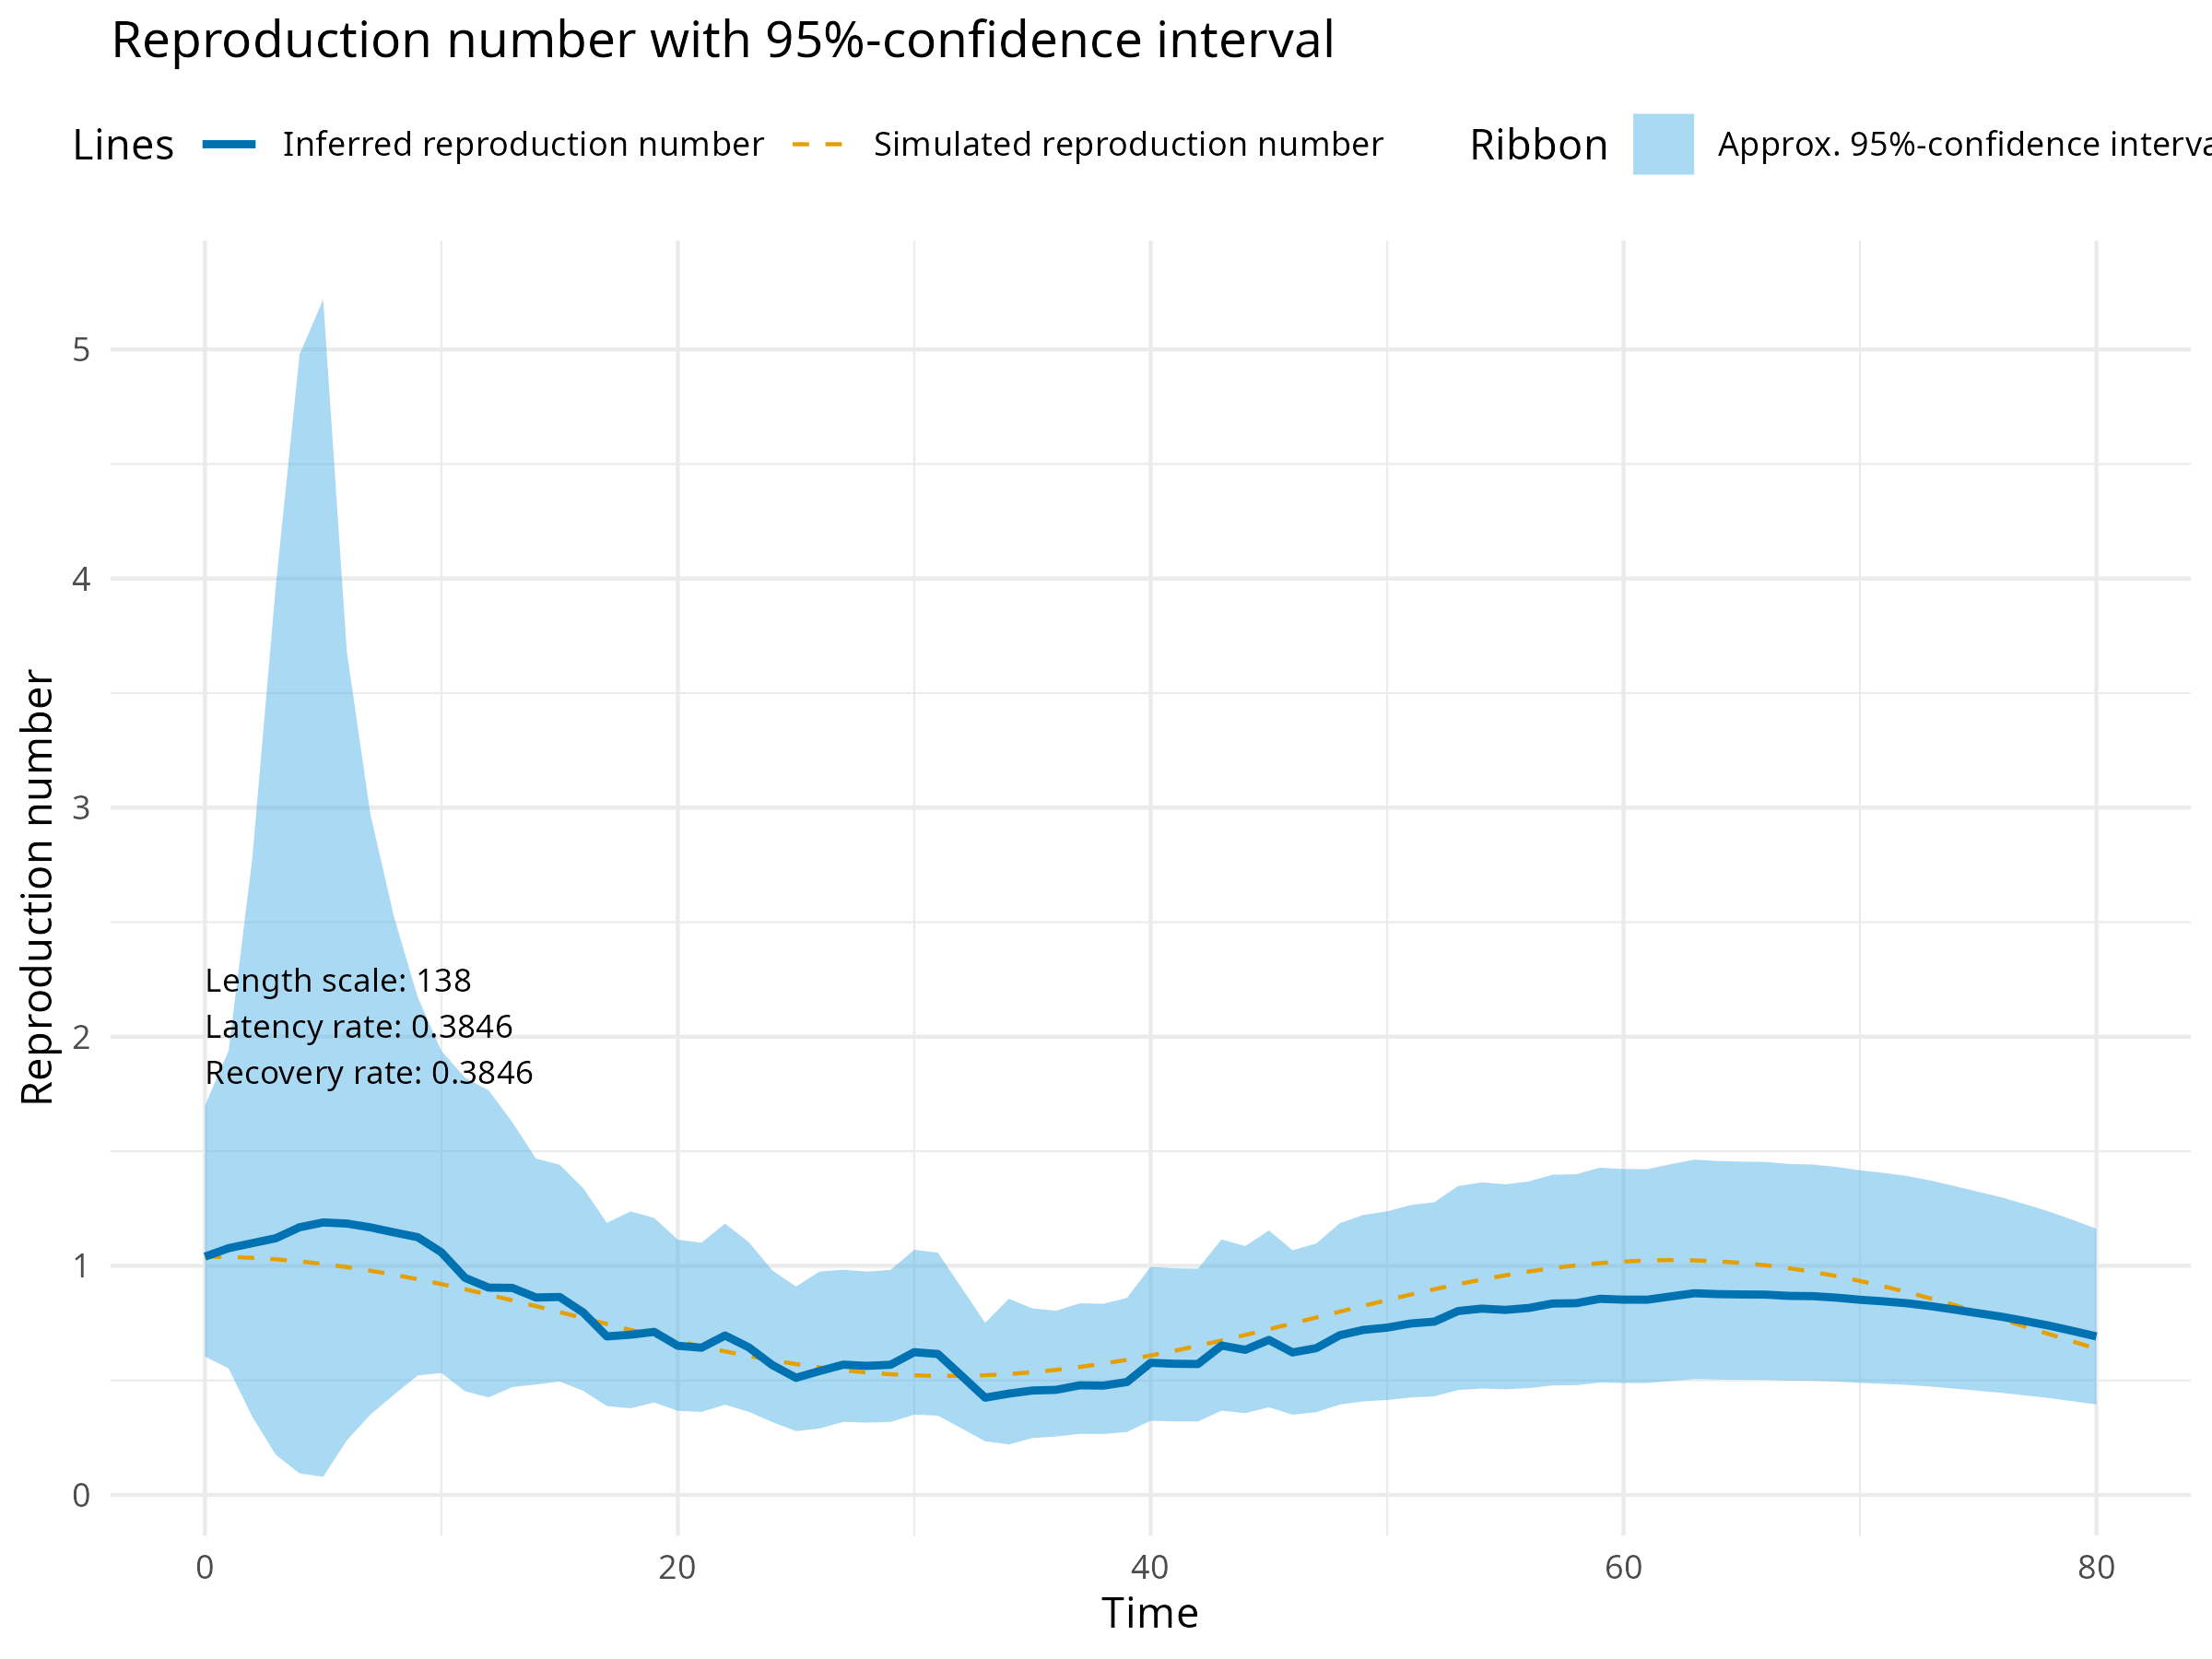 Reproduction number with 95%-confidence interval
Lines Inferred reproduction number Simulated reproduction number Ribbon Approx. 95%-confidence interva
Reproduction number
5
4
3
2
1
0
Length scale: 138
Latency rate: 0.3846
Recovery rate: 0.3846
0 20 40 60 80
Time